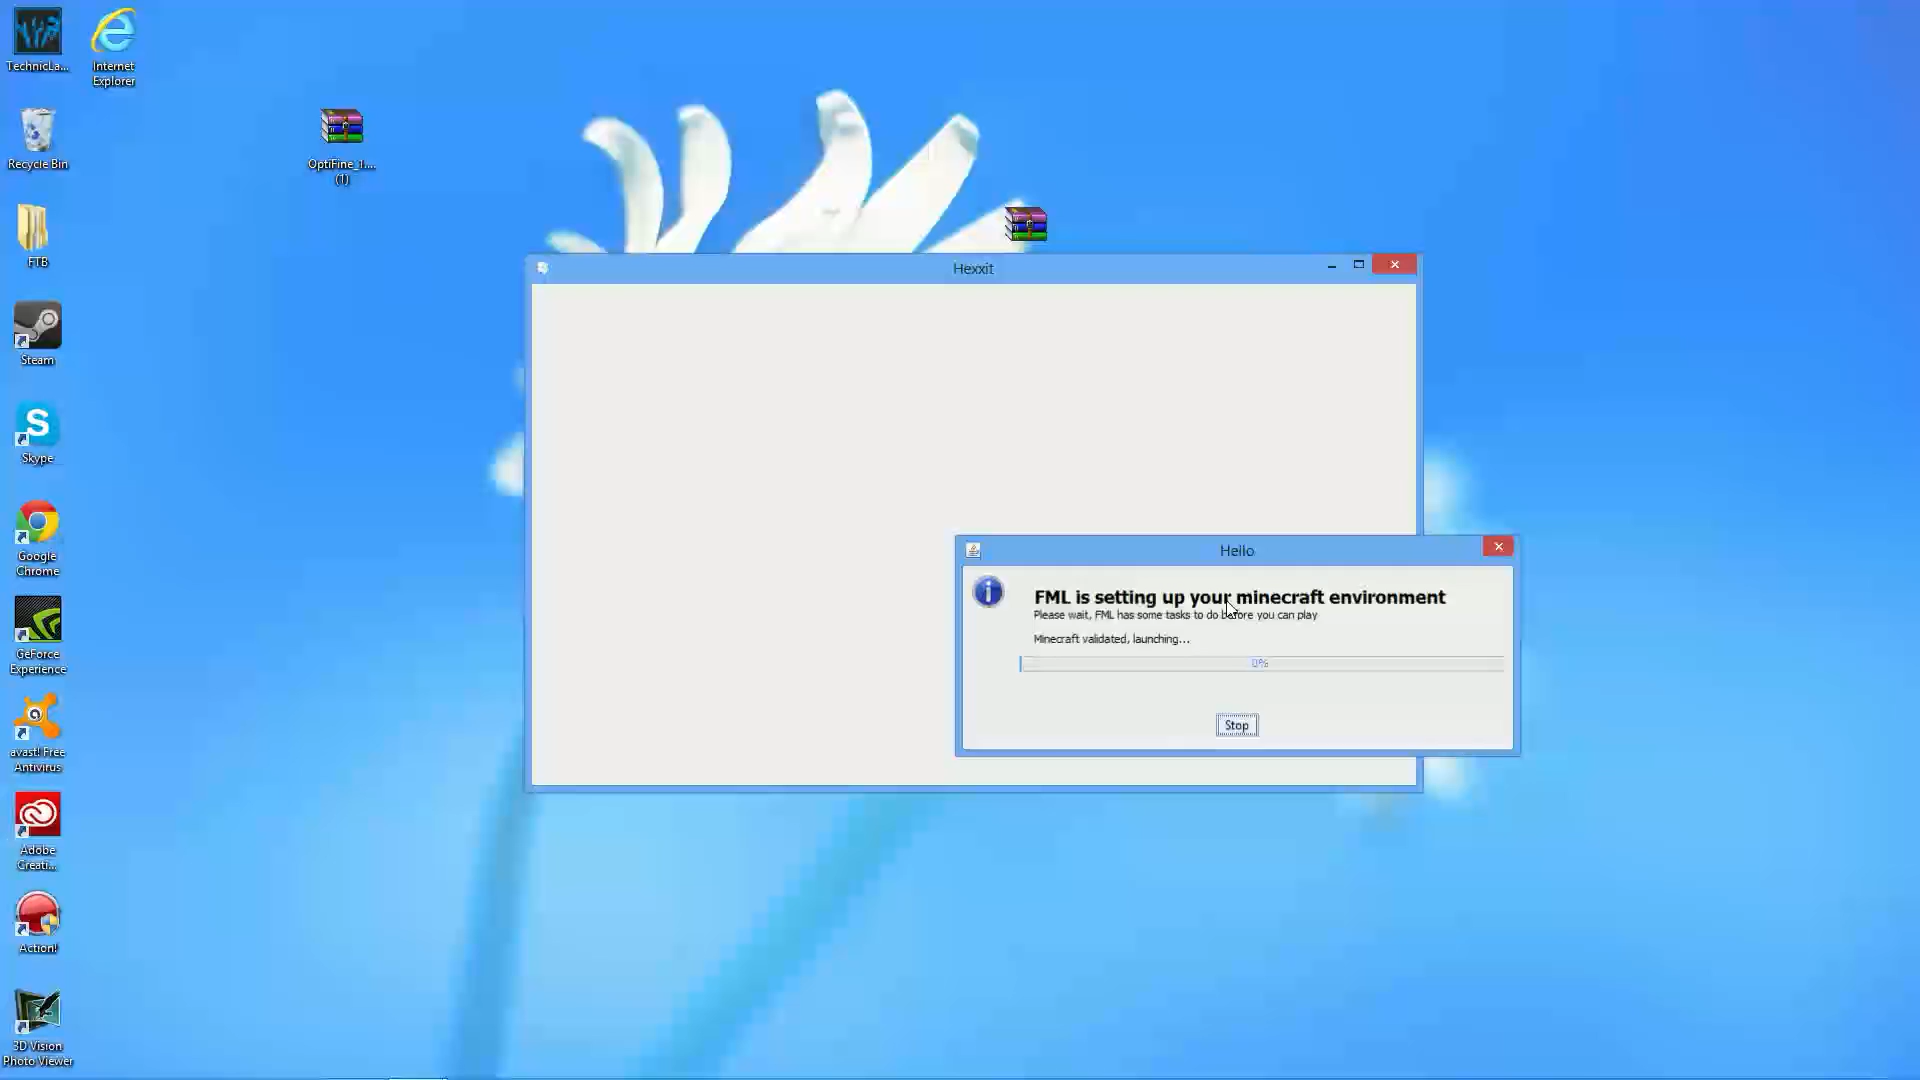 TechnicLa...
Internet
Explorer
Recycle Bin
OptiFine_1....
(1)
FTB
Steam
Skype
Google
Chrome
GeForce
Experience
avast! Free
Antivirus
Adobe
Creati...
Action!
3D Vision
Photo Viewer
Hexxit
Hello
FML is setting up your minecraft environment
Please wait, FML has some tasks to do before you can play
Minecraft validated, launching...
0%
Stop